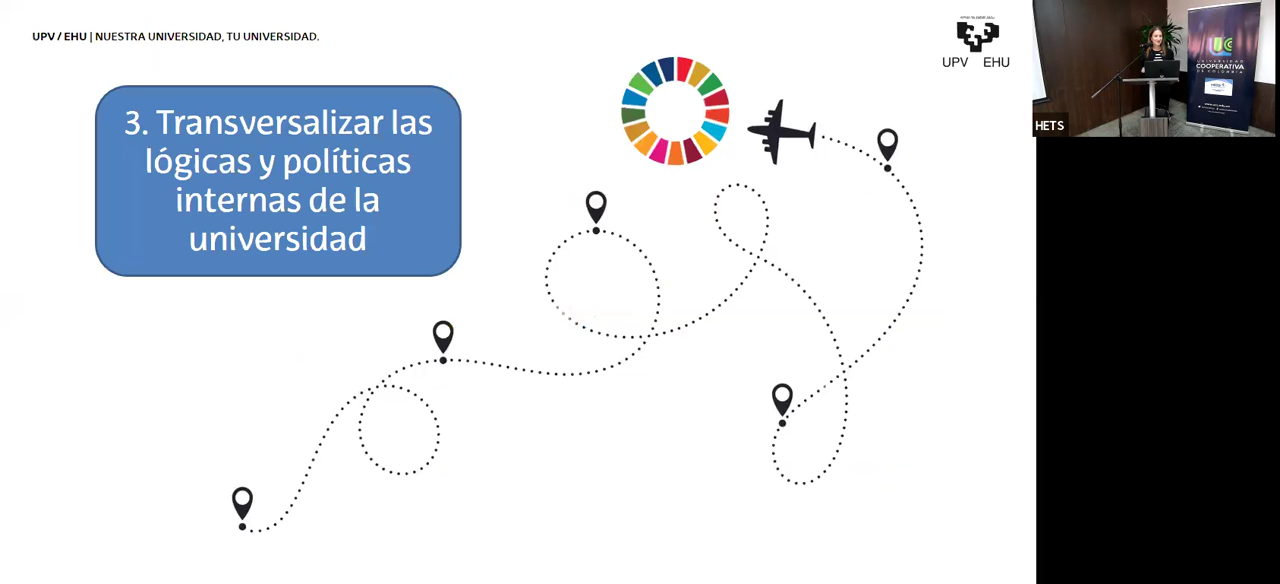 UPV / EHU | NUESTRA UNIVERSIDAD, TU UNIVERSIDAD.
UPV EHU
3. Transversalizar las
lógicas y políticas
internas de la
universidad
HETS
UCC
UNIVERSIDAD
COOPERATIVA
DE COLOMBIA